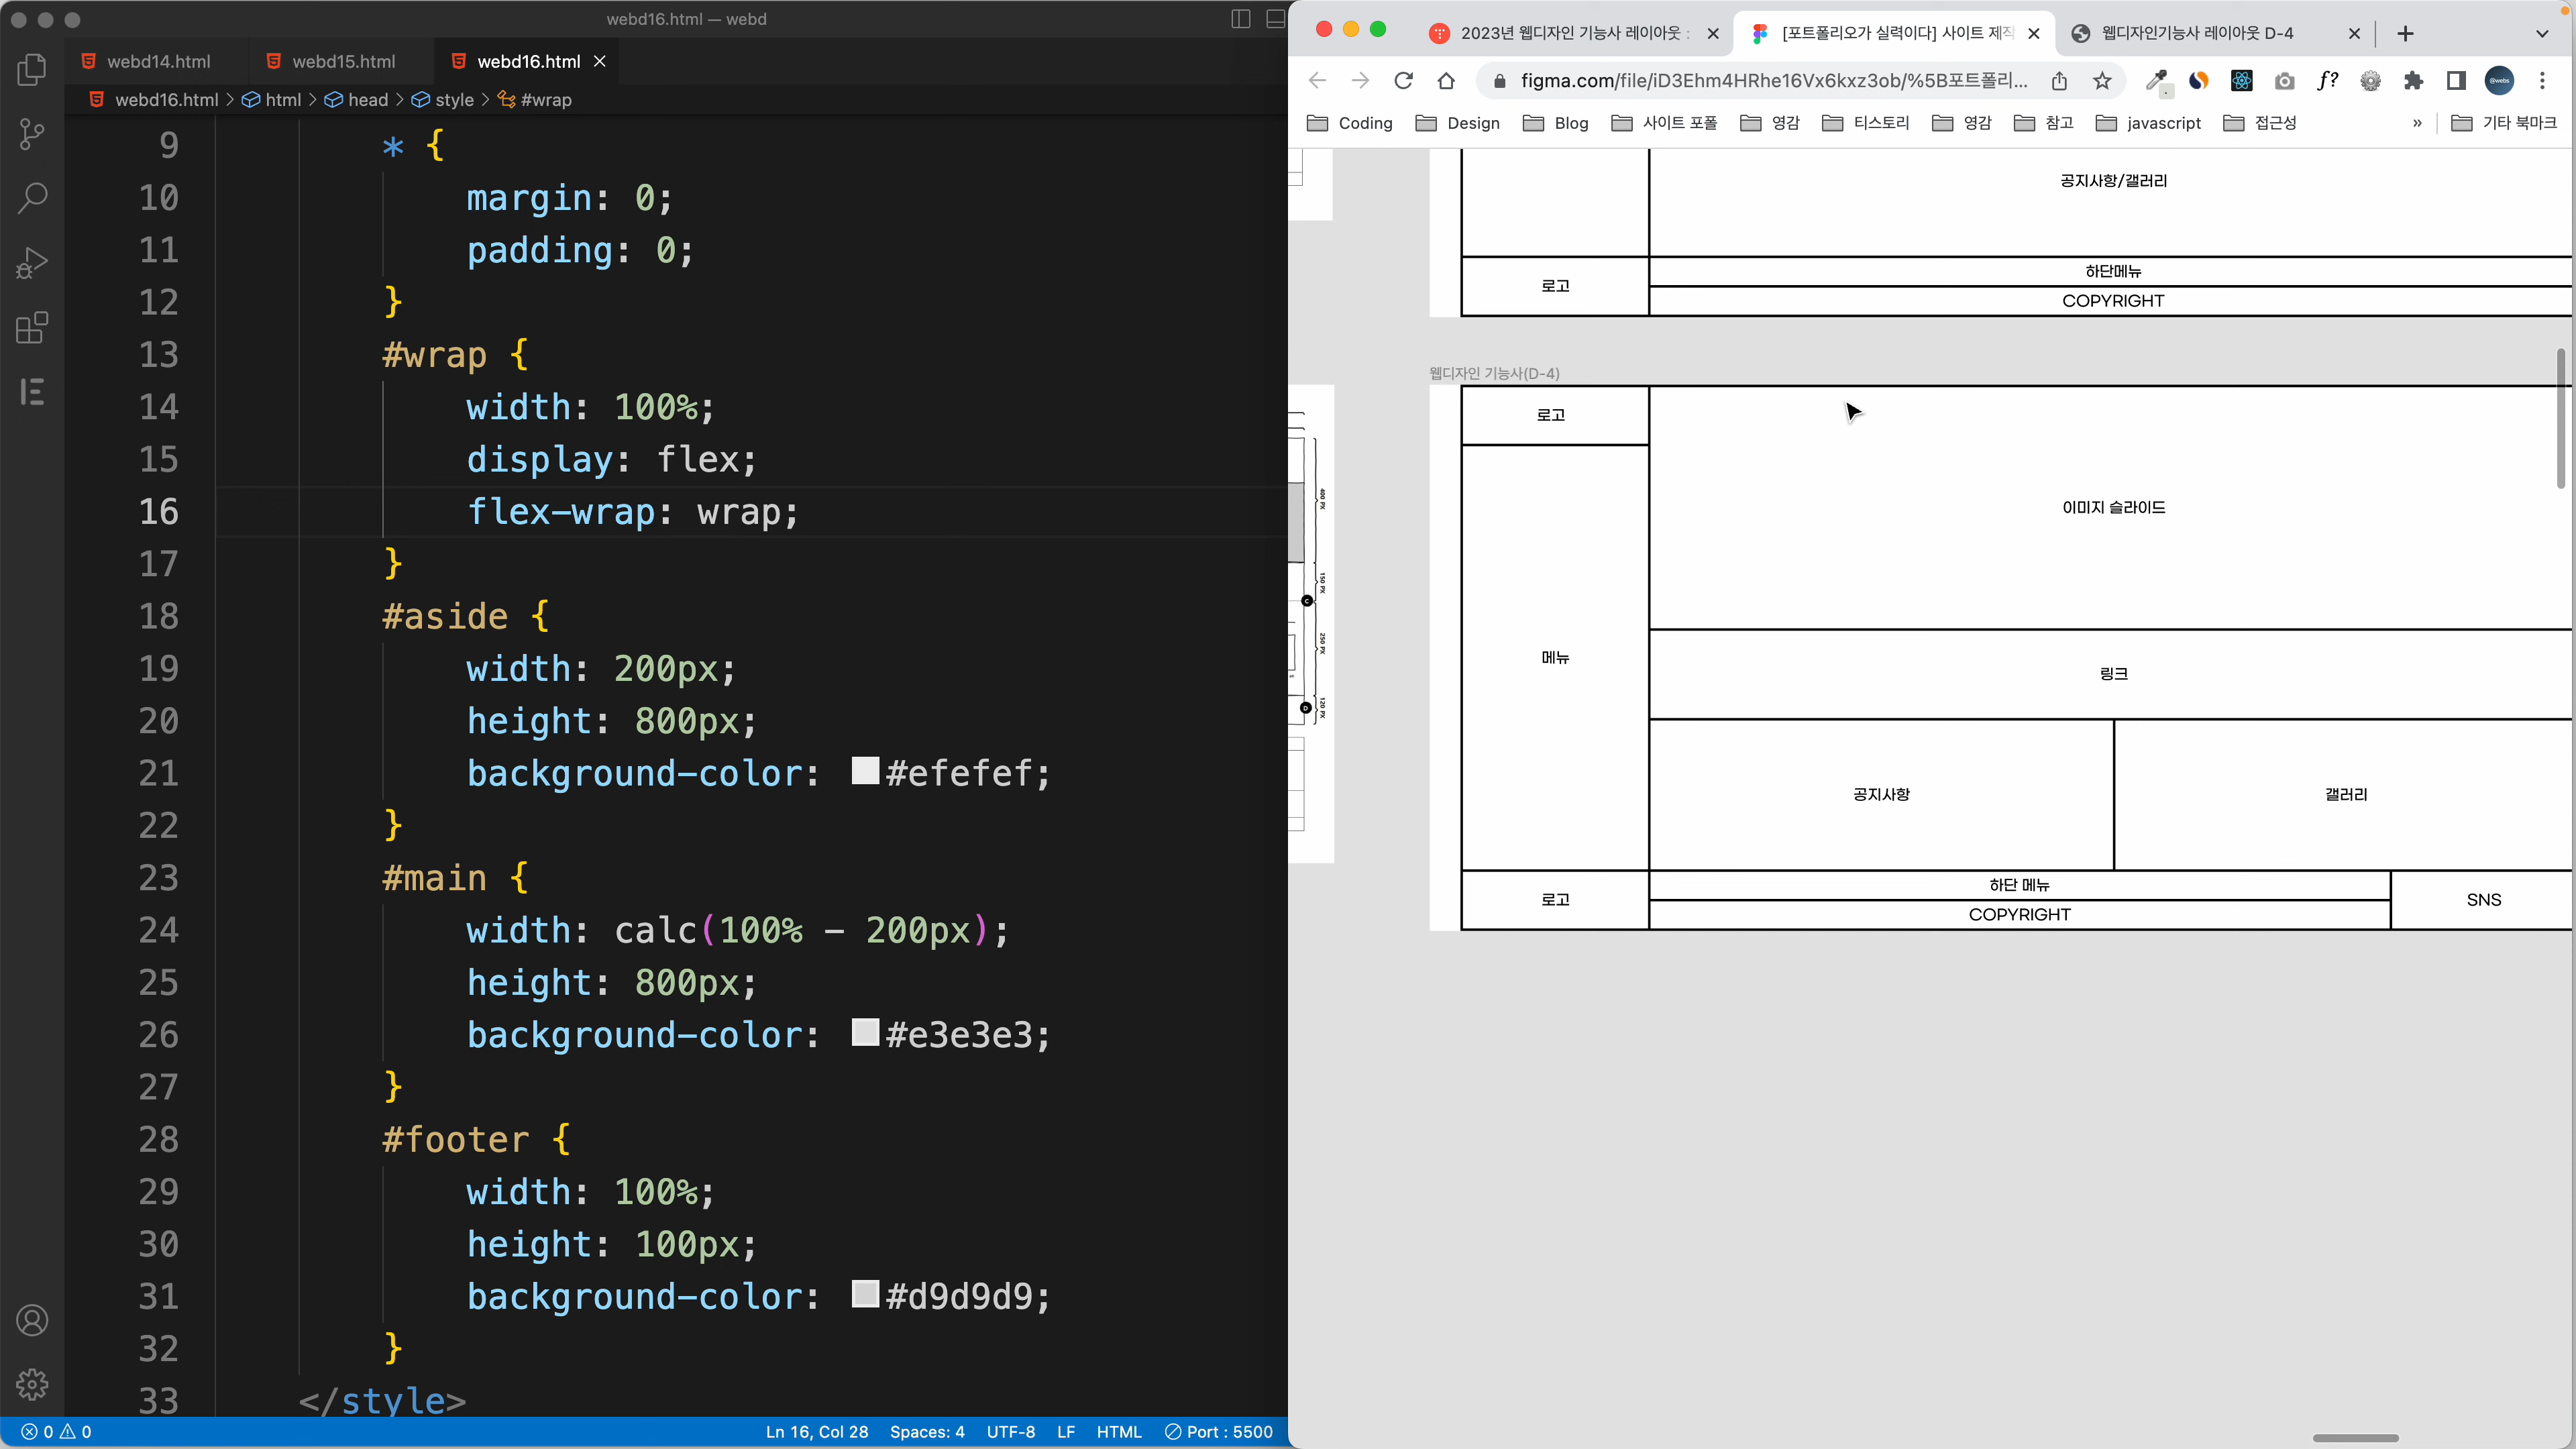 webd16.html — webd
webd14.html
webd15.html
webd16.html
webd16.html > html > head > style > #wrap
9 * {
10 margin: 0;
11 padding: 0;
12 }
13 #wrap {
14 width: 100%;
15 display: flex;
16 flex-wrap: wrap;
17 }
18 #aside {
19 width: 200px;
20 height: 800px;
21 background-color: #efefef;
22 }
23 #main {
24 width: calc(100% - 200px);
25 height: 800px;
26 background-color: #e3e3e3;
27 }
28 #footer {
29 width: 100%;
30 height: 100px;
31 background-color: #d9d9d9;
32 }
33 </style>
0 0
Ln 16, Col 28
Spaces: 4
UTF-8
LF
HTML
Port : 5500
2023년 웹디자인 기능사 레이아웃 :
[포트폴리오가 실력이다] 사이트 제작
웹디자인기능사 레이아웃 D-4
figma.com/file/iD3Ehm4HRhe16Vx6kxz3ob/%5B포트폴리...
f?
Coding
Design
Blog
사이트 포폴
영감
티스토리
영감
참고
javascript
접근성
»
기타 북마크
공지사항/갤러리
하단메뉴
로고
COPYRIGHT
웹디자인 기능사(D-4)
로고
이미지 슬라이드
메뉴
링크
공지사항
갤러리
하단 메뉴
로고
SNS
COPYRIGHT
400 PX
150 PX
C
250 PX
120 PX
D